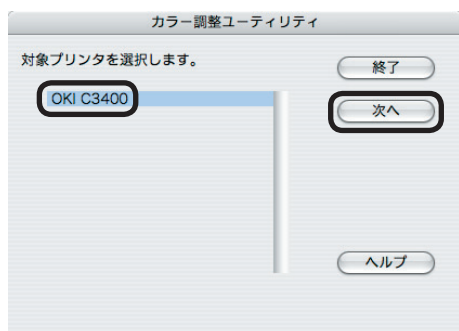 カラー調整ユーティリティ
対象プリンタを選択します。
終了
OKI C3400
次へ
ヘルプ